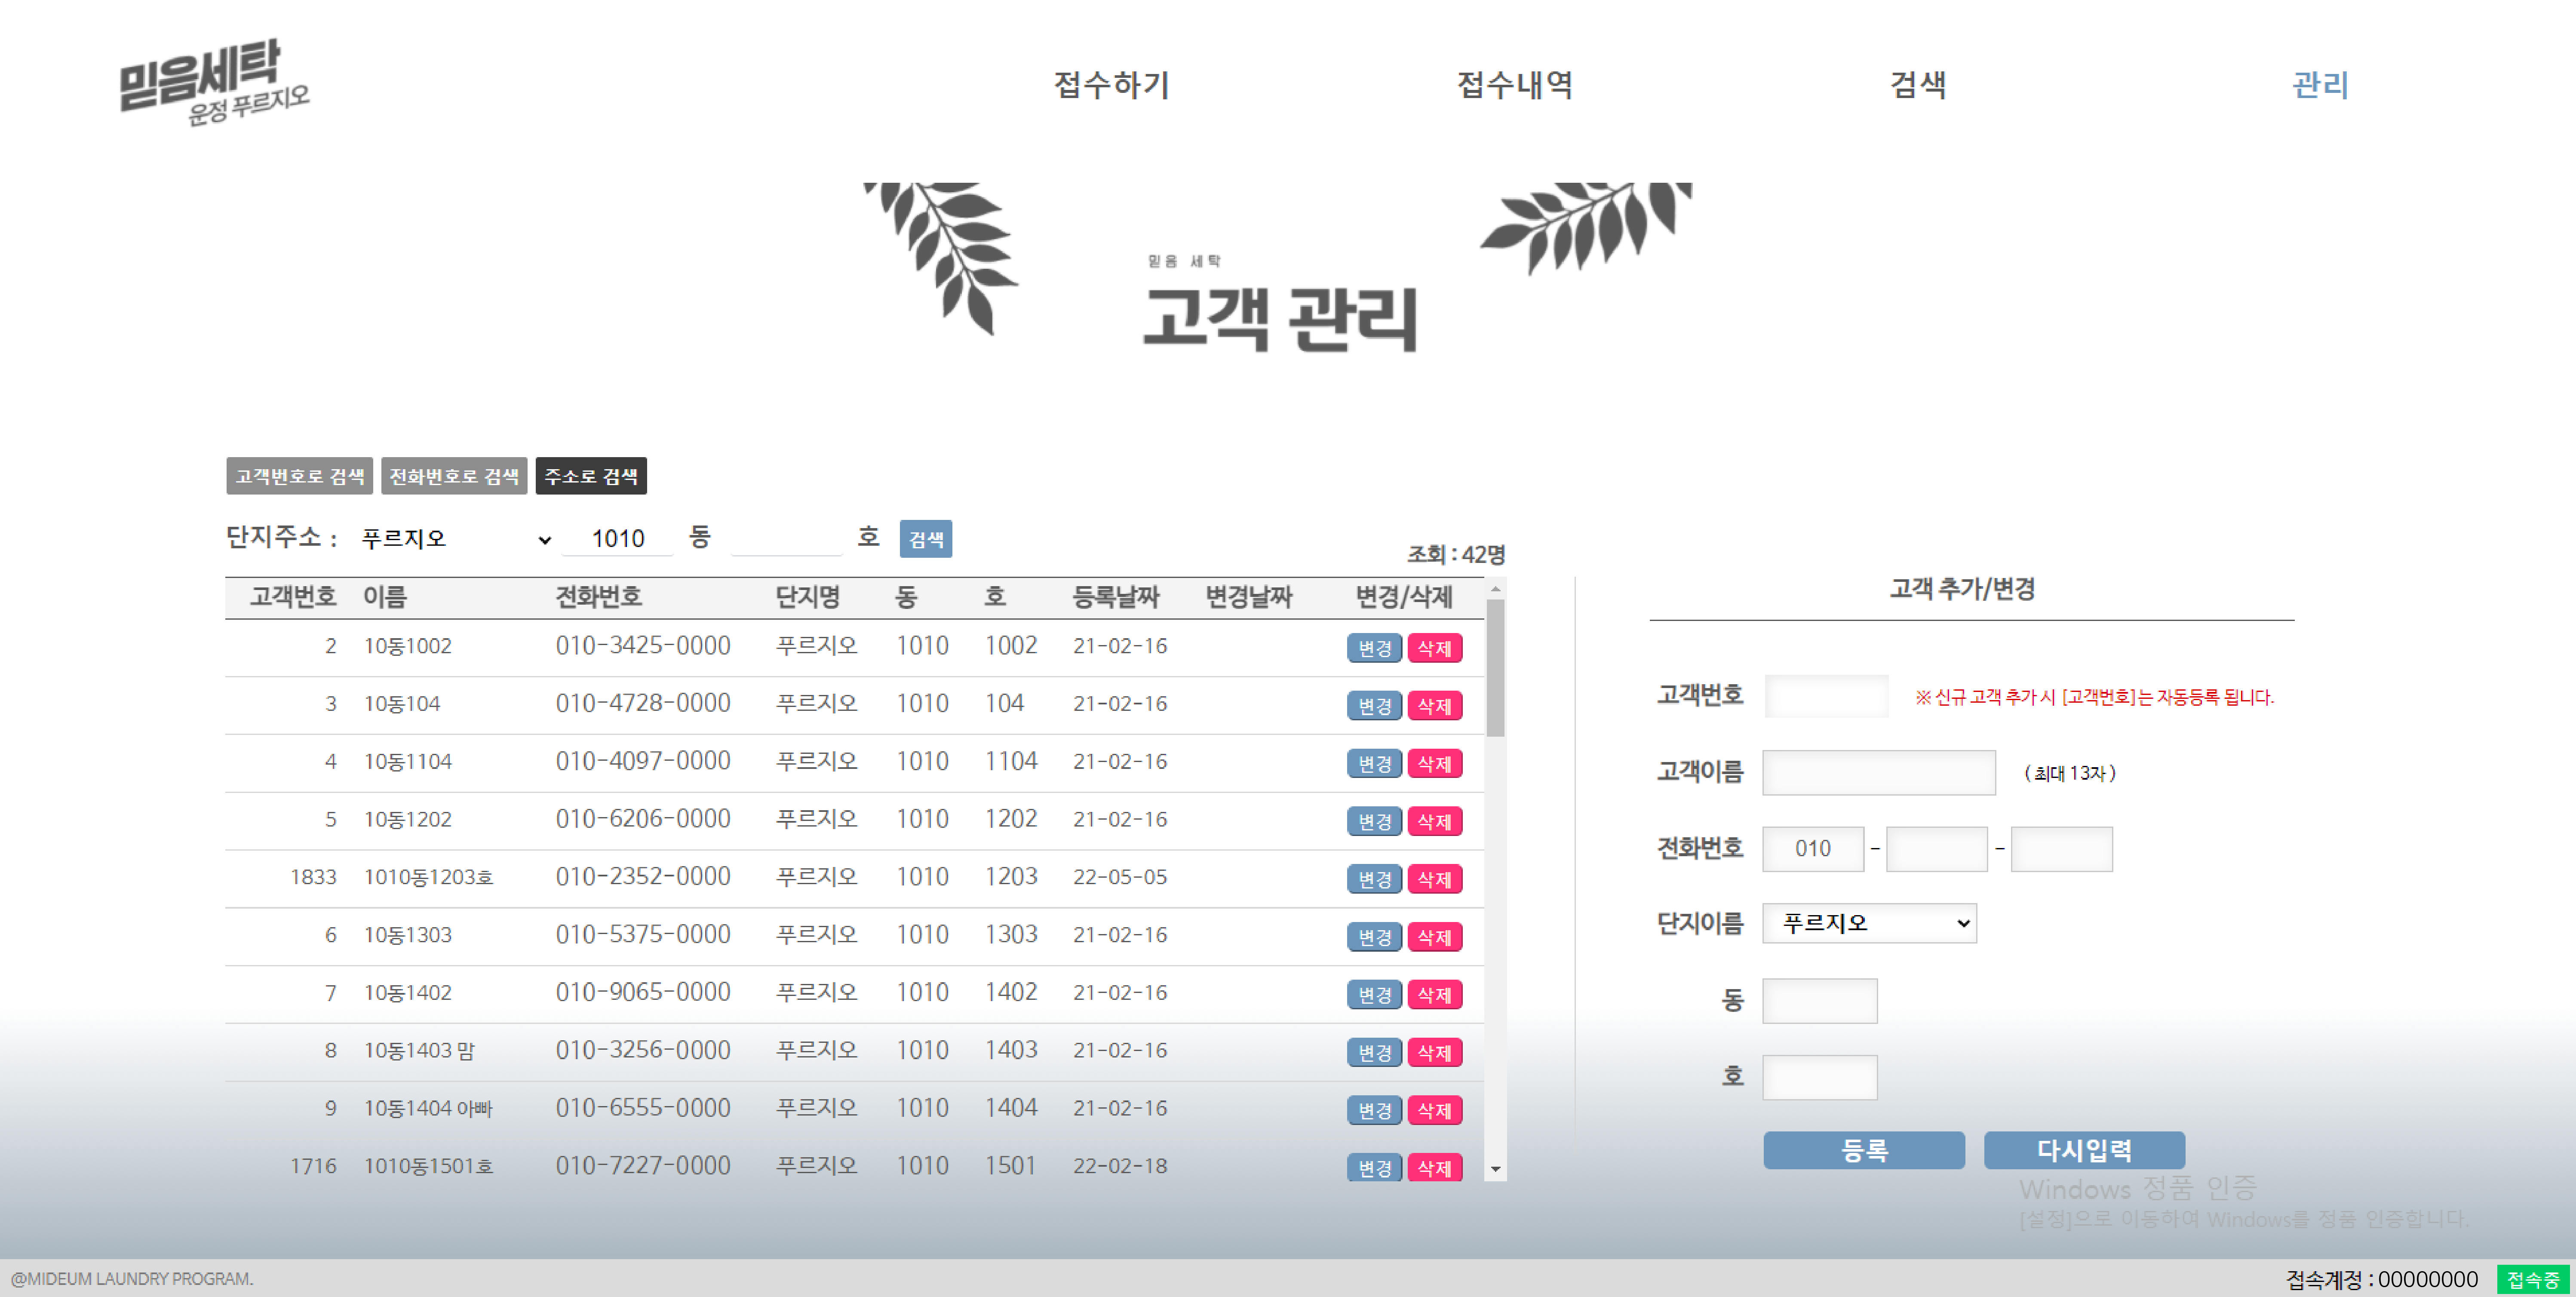 믿음세탁
운정 푸르지오
접수하기 접수내역 검색 관리
믿음 세탁
고객 관리
고객번호로 검색 전화번호로 검색 주소로 검색
단지주소 : 푸르지오 1010 동 호 검색
조회 : 42명
고객번호 이름 전화번호 단지명 동 호 등록날짜 변경날짜 변경/삭제
2 10동1002 010-3425-0000 푸르지오 1010 1002 21-02-16 변경 삭제
3 10동104 010-4728-0000 푸르지오 1010 104 21-02-16 변경 삭제
4 10동1104 010-4097-0000 푸르지오 1010 1104 21-02-16 변경 삭제
5 10동1202 010-6206-0000 푸르지오 1010 1202 21-02-16 변경 삭제
1833 1010동1203호 010-2352-0000 푸르지오 1010 1203 22-05-05 변경 삭제
6 10동1303 010-5375-0000 푸르지오 1010 1303 21-02-16 변경 삭제
7 10동1402 010-9065-0000 푸르지오 1010 1402 21-02-16 변경 삭제
8 10동1403 맘 010-3256-0000 푸르지오 1010 1403 21-02-16 변경 삭제
9 10동1404 아빠 010-6555-0000 푸르지오 1010 1404 21-02-16 변경 삭제
1716 1010동1501호 010-7227-0000 푸르지오 1010 1501 22-02-18 변경 삭제
고객 추가/변경
고객번호 ※ 신규 고객 추가 시 [고객번호]는 자동등록 됩니다.
고객이름 ( 최대 13자 )
전화번호 010 - -
단지이름 푸르지오
동
호
등록 다시입력
Windows 정품 인증
[설정]으로 이동하여 Windows를 정품 인증합니다.
@MIDEUM LAUNDRY PROGRAM. 접속계정 : 00000000 접속중